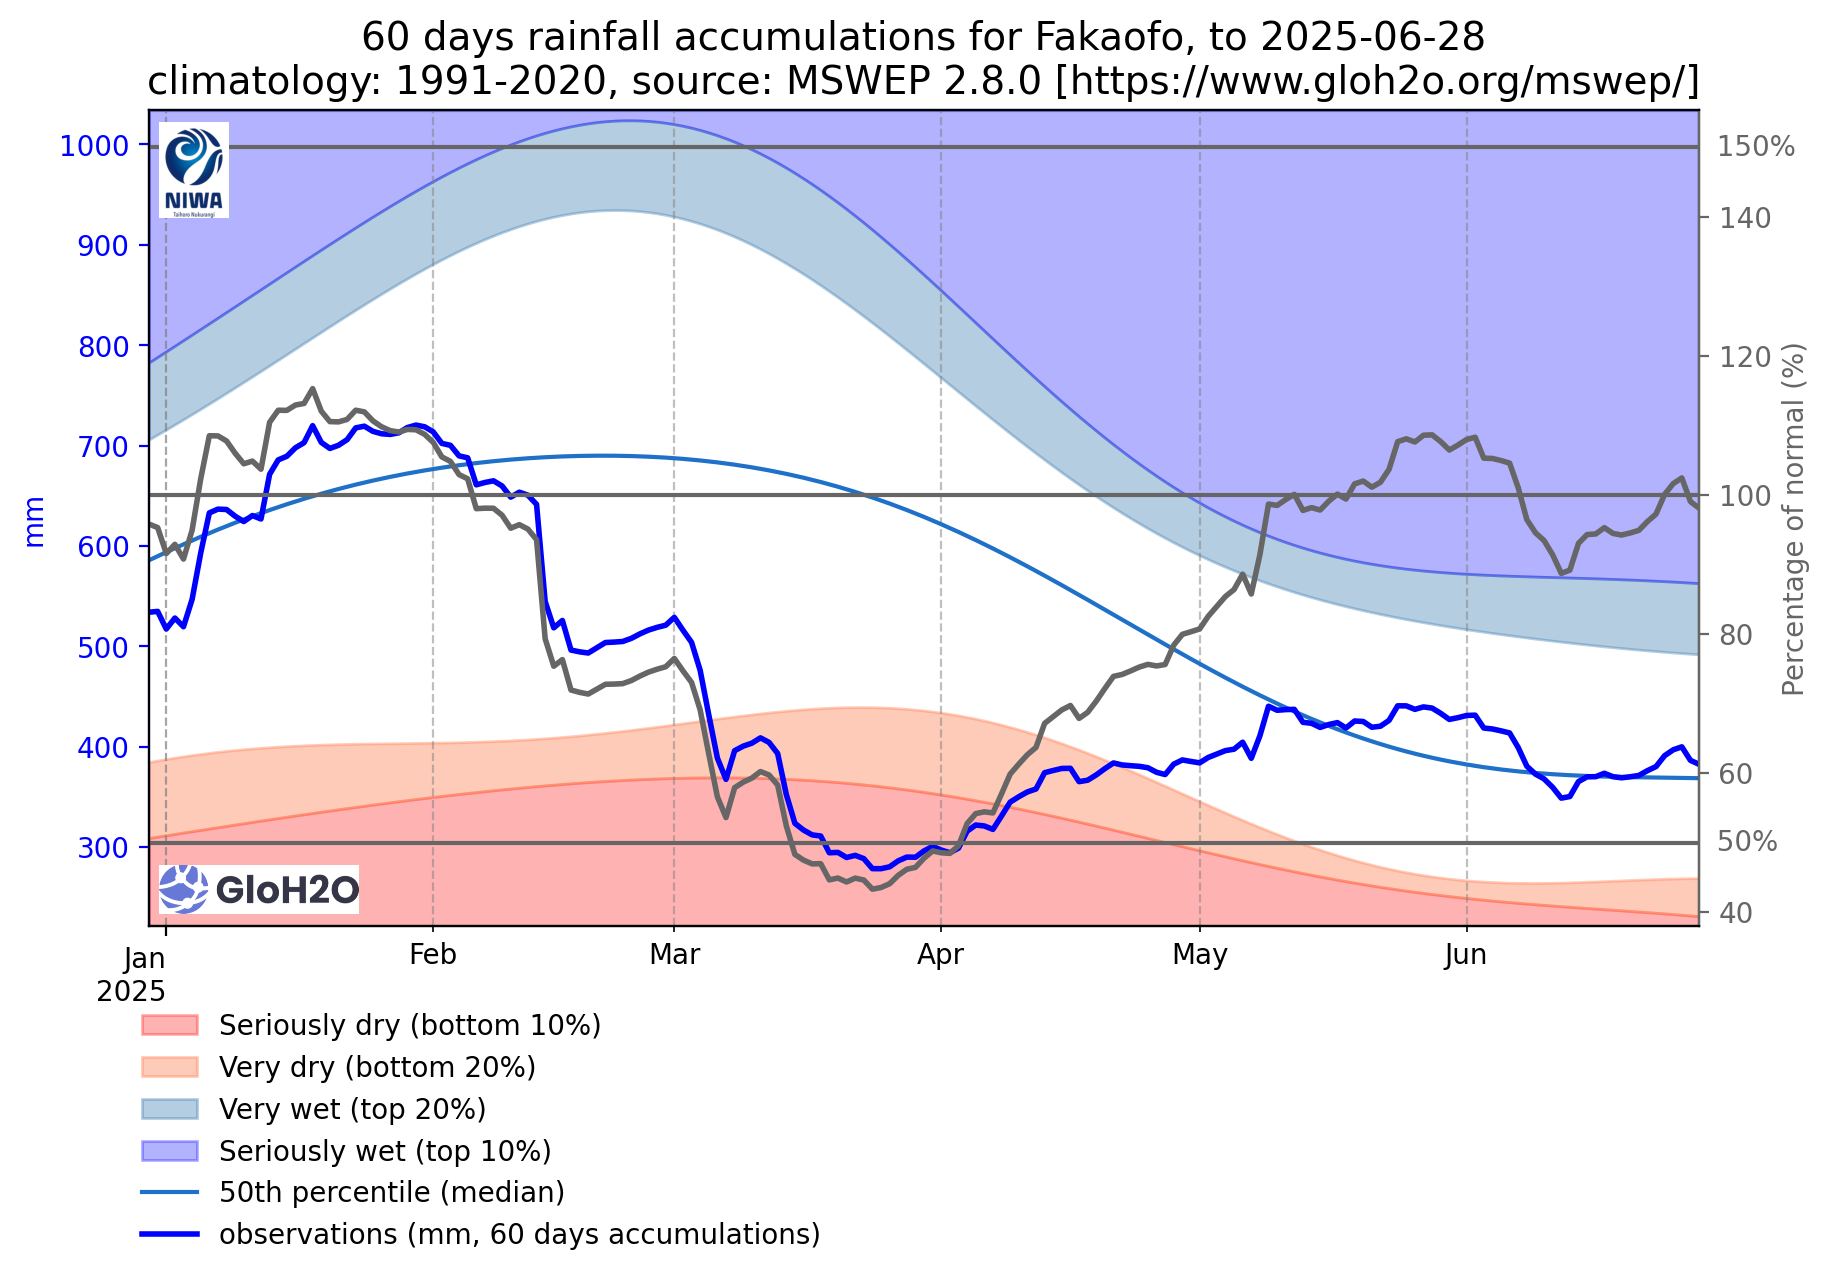 60 days rainfall accumulations for Fakaofo, to 2025-06-28
climatology: 1991-2020, source: MSWEP 2.8.0 [https://www.gloh2o.org/mswep/]
1000
900
800
700
600
500
400
300
mm
150%
140
120
100
80
60
50%
40
Percentage of normal (%)
NIWA
Taihoro Nukurangi
GloH2O
Jan
2025
Feb
Mar
Apr
May
Jun
Seriously dry (bottom 10%)
Very dry (bottom 20%)
Very wet (top 20%)
Seriously wet (top 10%)
50th percentile (median)
observations (mm, 60 days accumulations)